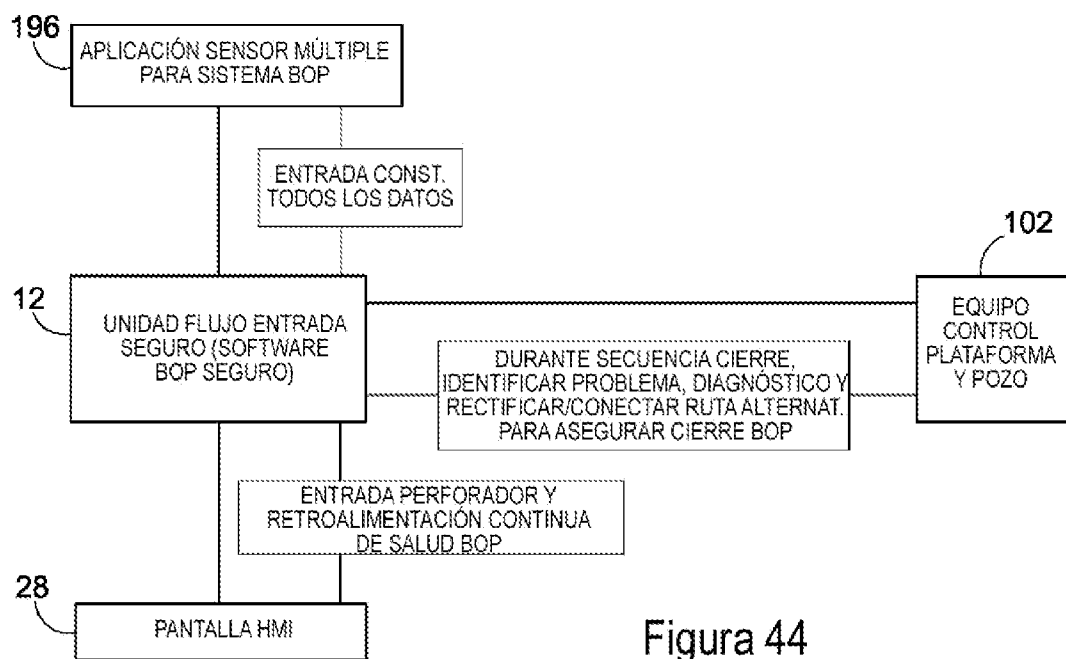 196
APLICACIÓN SENSOR MÚLTIPLE
PARA SISTEMA BOP
ENTRADA CONST.
TODOS LOS DATOS
102
12
UNIDAD FLUJO ENTRADA
SEGURO (SOFTWARE
BOP SEGURO)
EQUIPO
CONTROL
PLATAFORMA
Y POZO
DURANTE SECUENCIA CIERRE,
IDENTIFICAR PROBLEMA, DIAGNÓSTICO Y
RECTIFICAR/CONECTAR RUTA ALTERNAT.
PARA ASEGURAR CIERRE BOP
ENTRADA PERFORADOR Y
RETROALIMENTACIÓN CONTINUA
DE SALUD BOP
28
PANTALLA HMI
Figura 44